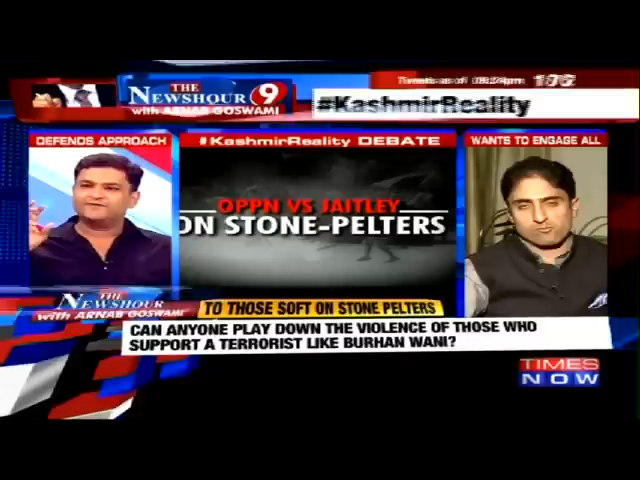 THE
NEWSHOUR 9
with ARNAB GOSWAMI
#KashmirReality
DEFENDS APPROACH
#KashmirReality DEBATE
WANTS TO ENGAGE ALL
OPPN VS JAITLEY
ON STONE-PELTERS
THE
NEWSHOUR
with ARNAB GOSWAMI
TO THOSE SOFT ON STONE PELTERS
CAN ANYONE PLAY DOWN THE VIOLENCE OF THOSE WHO
SUPPORT A TERRORIST LIKE BURHAN WANI?
TIMES
NOW